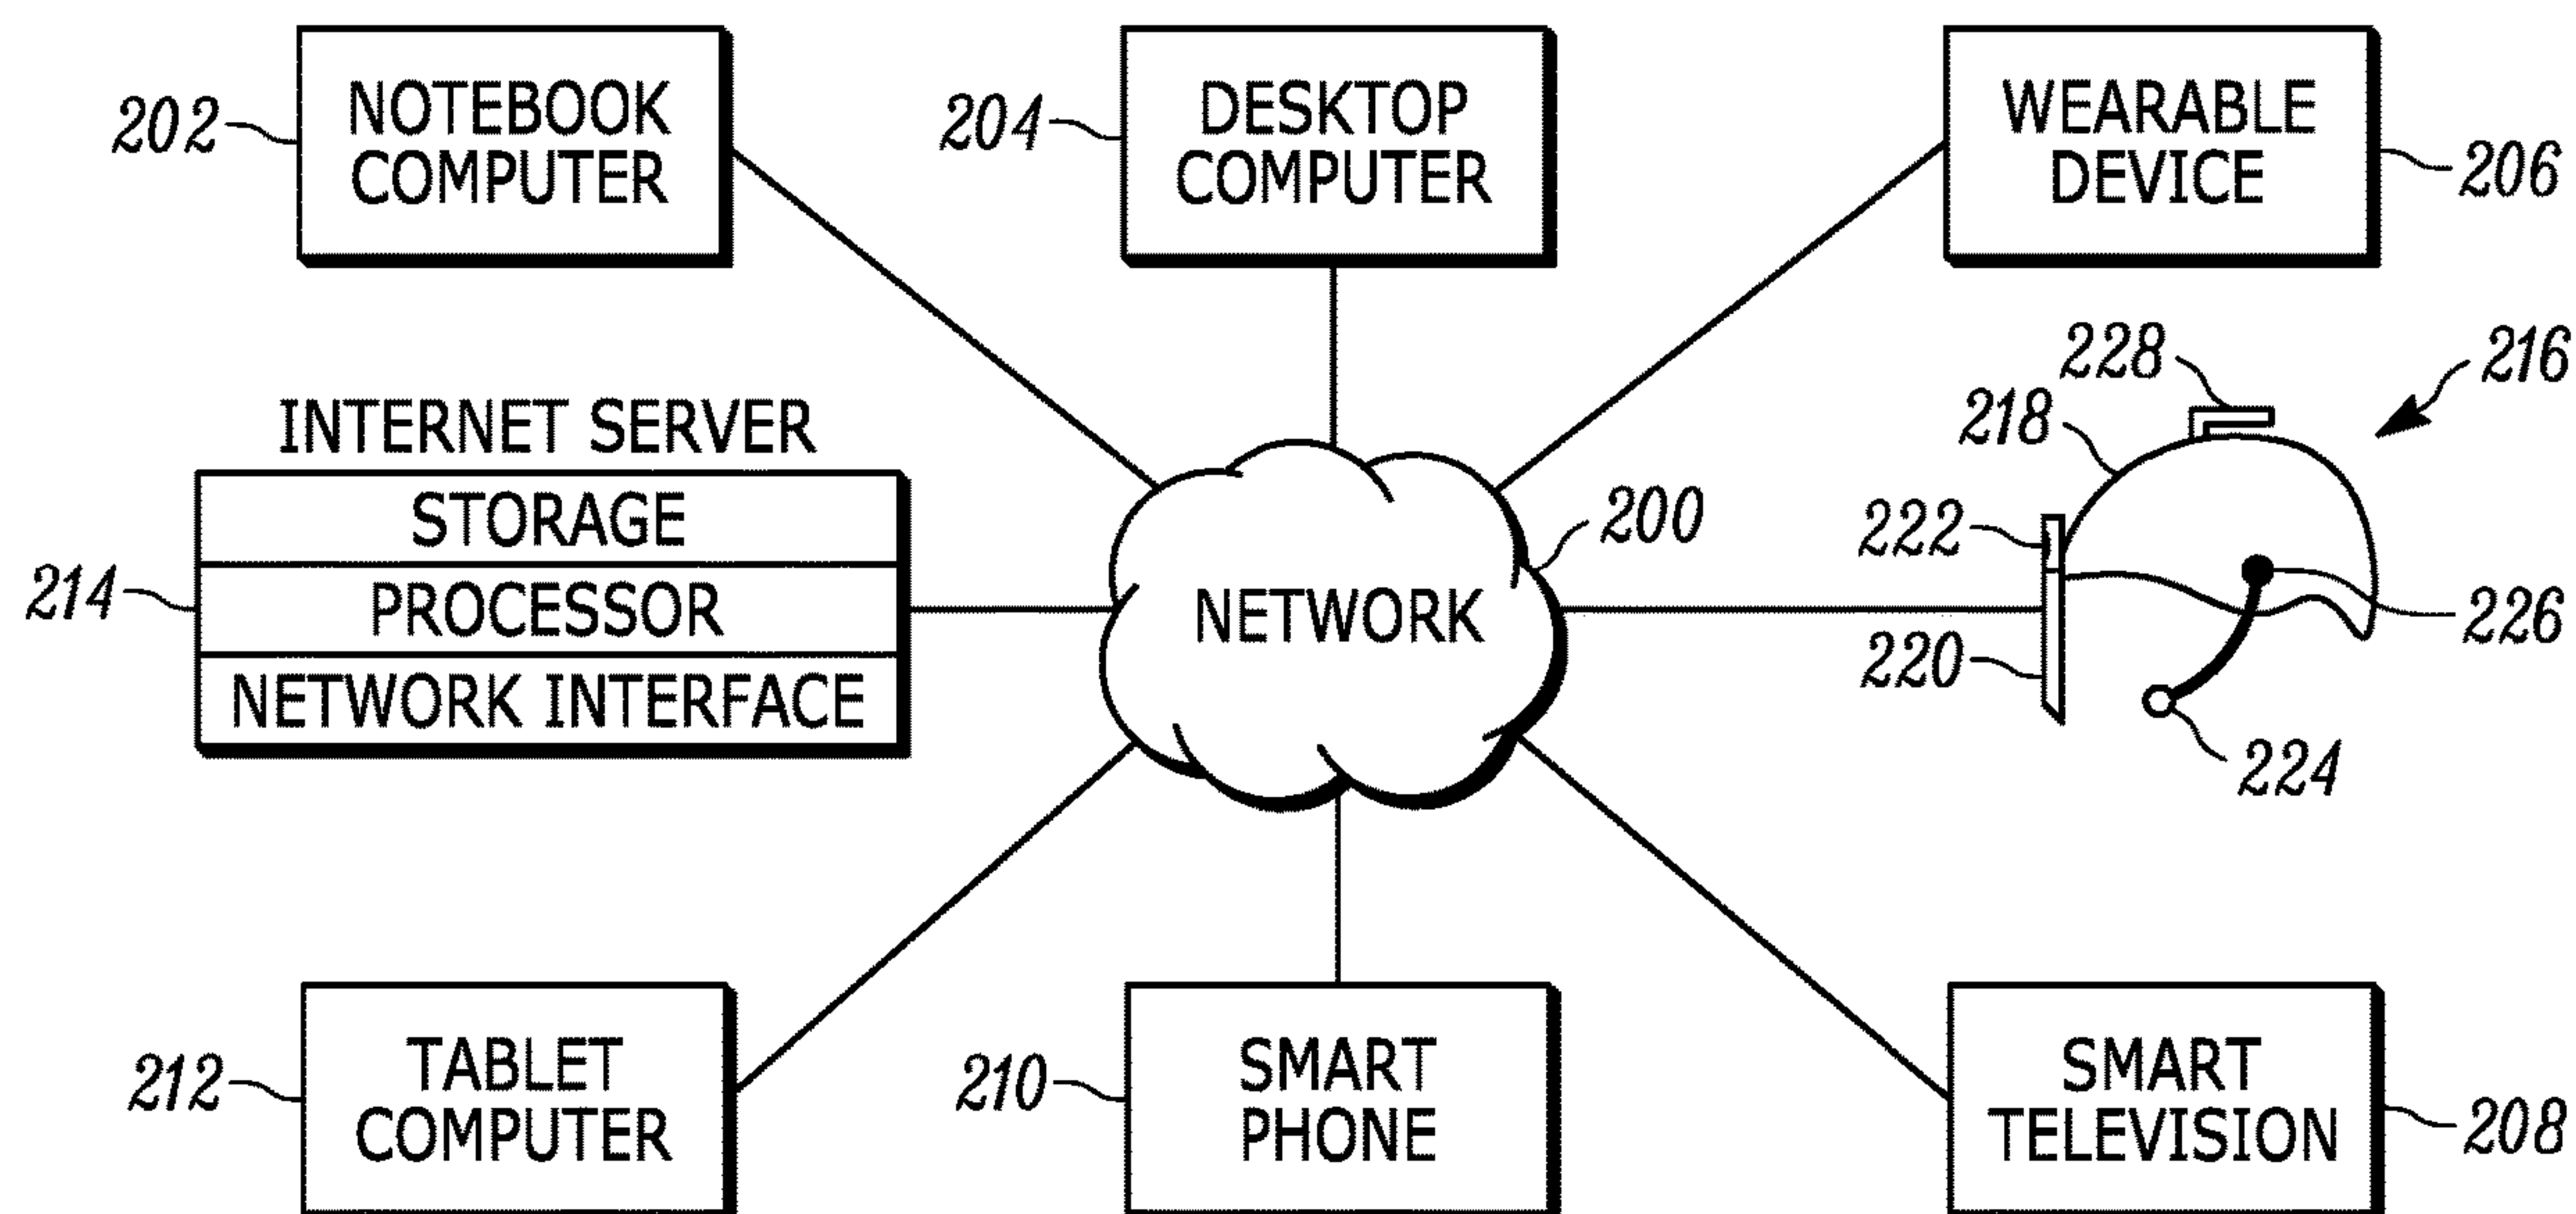 202
NOTEBOOK
COMPUTER
204
DESKTOP
COMPUTER
WEARABLE
DEVICE
206
INTERNET SERVER
STORAGE
PROCESSOR
NETWORK INTERFACE
214
NETWORK
200
228
216
218
222
226
220
224
212
TABLET
COMPUTER
210
SMART
PHONE
SMART
TELEVISION
208